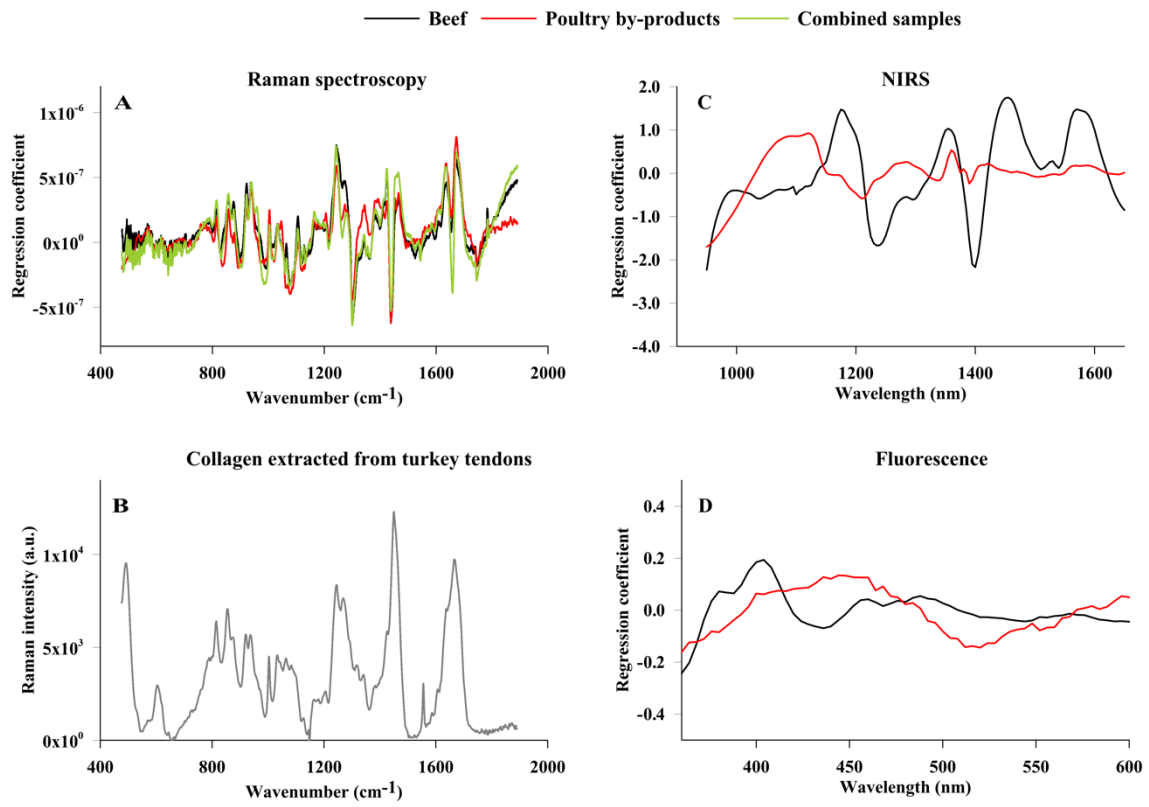 Beef Poultry by-products Combined samples
Raman spectroscopy
A
Regression coefficient
1x10⁻⁶
5x10⁻⁷
0x10⁰
-5x10⁻⁷
400 800 1200 1600 2000
Wavenumber (cm⁻¹)
NIRS
C
Regression coefficient
2.0
1.0
0.0
-1.0
-2.0
-3.0
-4.0
1000 1200 1400 1600
Wavelength (nm)
Collagen extracted from turkey tendons
B
Raman intensity (a.u.)
1x10⁴
5x10³
0x10⁰
400 800 1200 1600 2000
Wavenumber (cm⁻¹)
Fluorescence
D
Regression coefficient
0.4
0.2
0.0
-0.2
-0.4
400 450 500 550 600
Wavelength (nm)